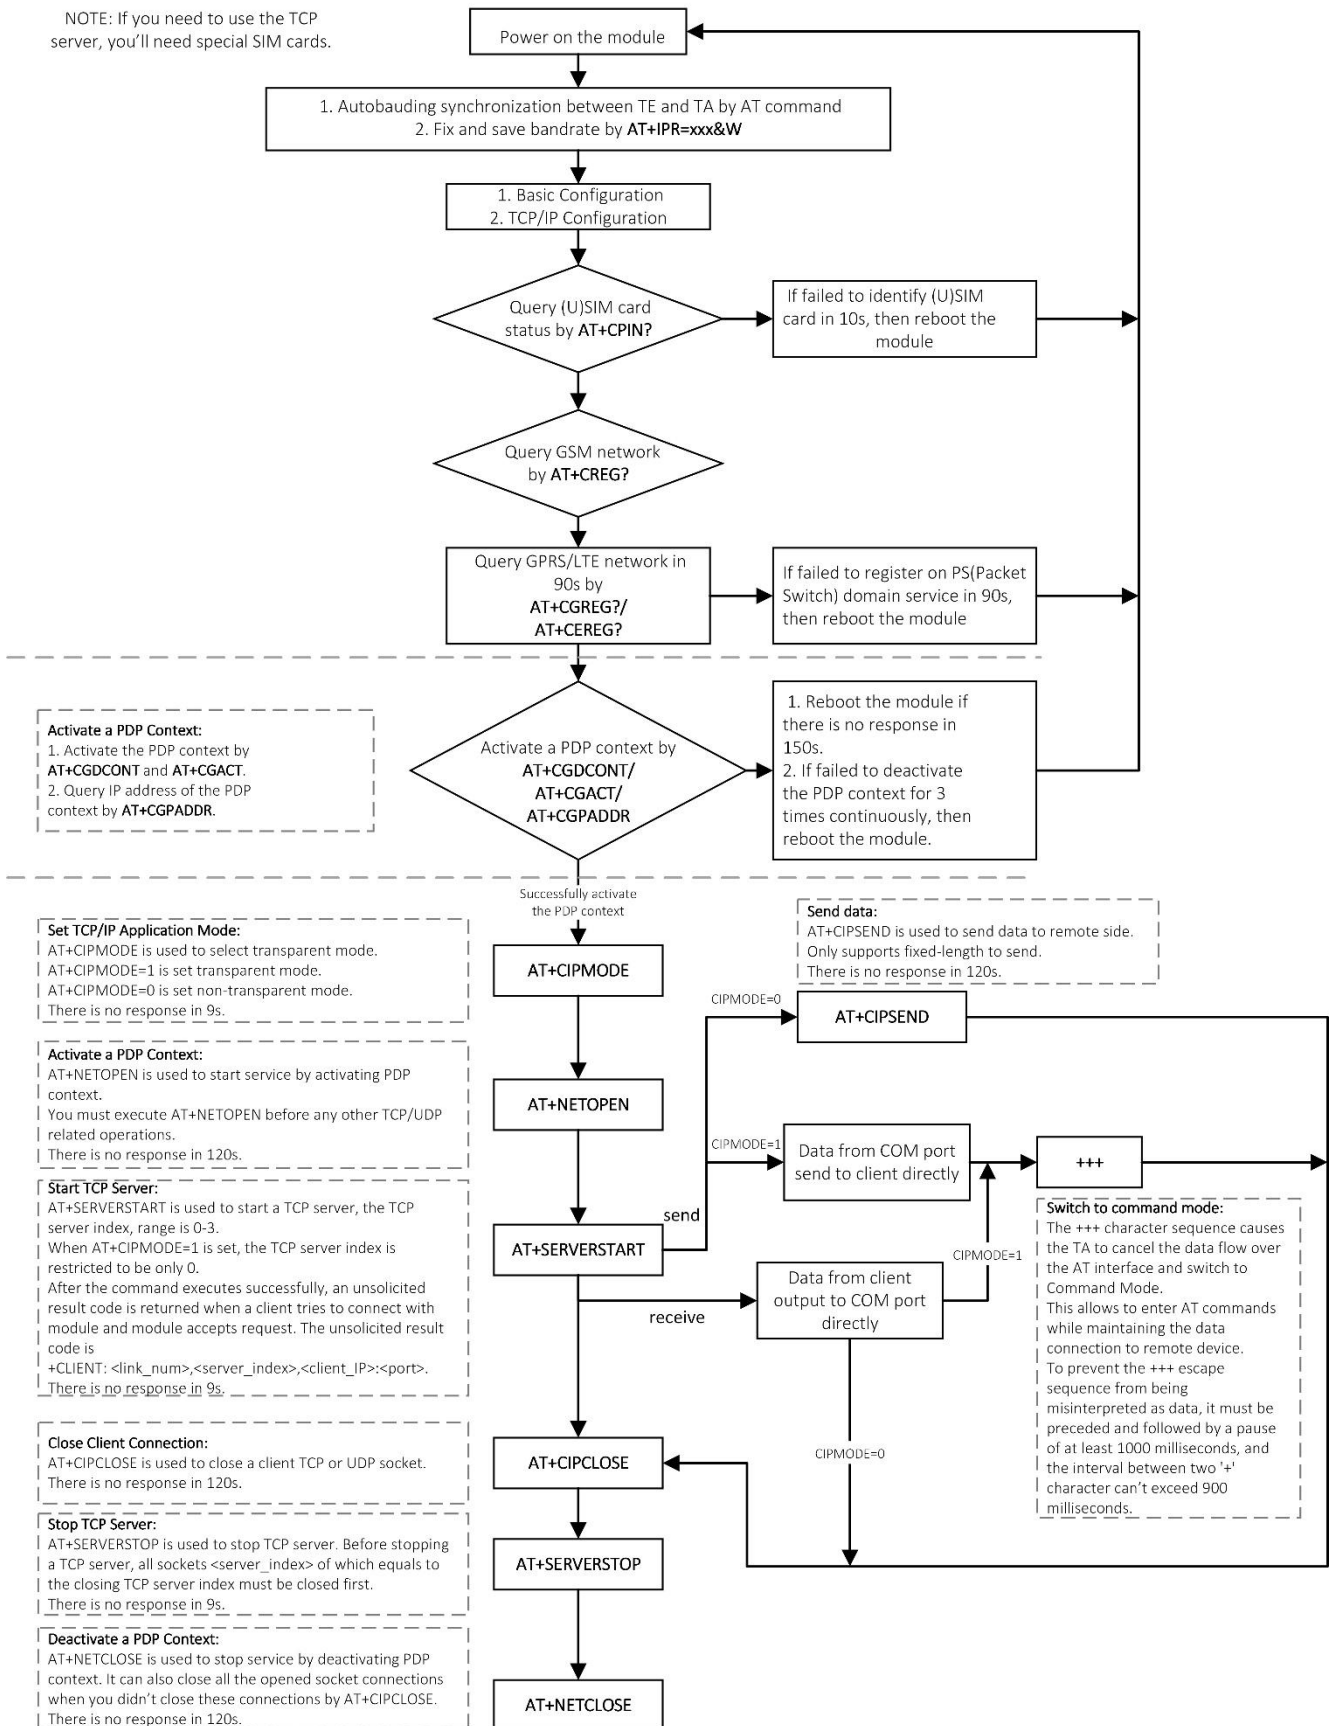 NOTE: If you need to use the TCP
server, you'll need special SIM cards.
Power on the module
1. Autobauding synchronization between TE and TA by AT command
2. Fix and save bandrate by AT+IPR=xxx&W
1. Basic Configuration
2. TCP/IP Configuration
Query (U)SIM card
status by AT+CPIN?
If failed to identify (U)SIM
card in 10s, then reboot the
module
Query GSM network
by AT+CREG?
Query GPRS/LTE network in
90s by
AT+CGREG?/
AT+CEREG?
If failed to register on PS(Packet
Switch) domain service in 90s,
then reboot the module
Activate a PDP Context:
1. Activate the PDP context by
AT+CGDCONT and AT+CGACT.
2. Query IP address of the PDP
context by AT+CGPADDR.
Activate a PDP context by
AT+CGDCONT/
AT+CGACT/
AT+CGPADDR
1. Reboot the module if
there is no response in
150s.
2. If failed to deactivate
the PDP context for 3
times continuously, then
reboot the module.
Successfully activate
the PDP context
Set TCP/IP Application Mode:
AT+CIPMODE is used to select transparent mode.
AT+CIPMODE=1 is set transparent mode.
AT+CIPMODE=0 is set non-transparent mode.
There is no response in 9s.
AT+CIPMODE
Send data:
AT+CIPSEND is used to send data to remote side.
Only supports fixed-length to send.
There is no response in 120s.
CIPMODE=0
AT+CIPSEND
Activate a PDP Context:
AT+NETOPEN is used to start service by activating PDP
context.
You must execute AT+NETOPEN before any other TCP/UDP
related operations.
There is no response in 120s.
AT+NETOPEN
CIPMODE=1
Data from COM port
send to client directly
+++
Start TCP Server:
AT+SERVERSTART is used to start a TCP server, the TCP
server index, range is 0-3.
When AT+CIPMODE=1 is set, the TCP server index is
restricted to be only 0.
After the command executes successfully, an unsolicited
result code is returned when a client tries to connect with
module and module accepts request. The unsolicited result
code is
+CLIENT: <link_num>,<server_index>,<client_IP>:<port>.
There is no response in 9s.
send
AT+SERVERSTART
receive
Data from client
output to COM port
directly
CIPMODE=1
Switch to command mode:
The +++ character sequence causes
the TA to cancel the data flow over
the AT interface and switch to
Command Mode.
This allows to enter AT commands
while maintaining the data
connection to remote device.
To prevent the +++ escape
sequence from being
misinterpreted as data, it must be
preceded and followed by a pause
of at least 1000 milliseconds, and
the interval between two '+'
character can't exceed 900
milliseconds.
Close Client Connection:
AT+CIPCLOSE is used to close a client TCP or UDP socket.
There is no response in 120s.
AT+CIPCLOSE
CIPMODE=0
Stop TCP Server:
AT+SERVERSTOP is used to stop TCP server. Before stopping
a TCP server, all sockets <server_index> of which equals to
the closing TCP server index must be closed first.
There is no response in 9s.
AT+SERVERSTOP
Deactivate a PDP Context:
AT+NETCLOSE is used to stop service by deactivating PDP
context. It can also close all the opened socket connections
when you didn't close these connections by AT+CIPCLOSE.
There is no response in 120s.
AT+NETCLOSE